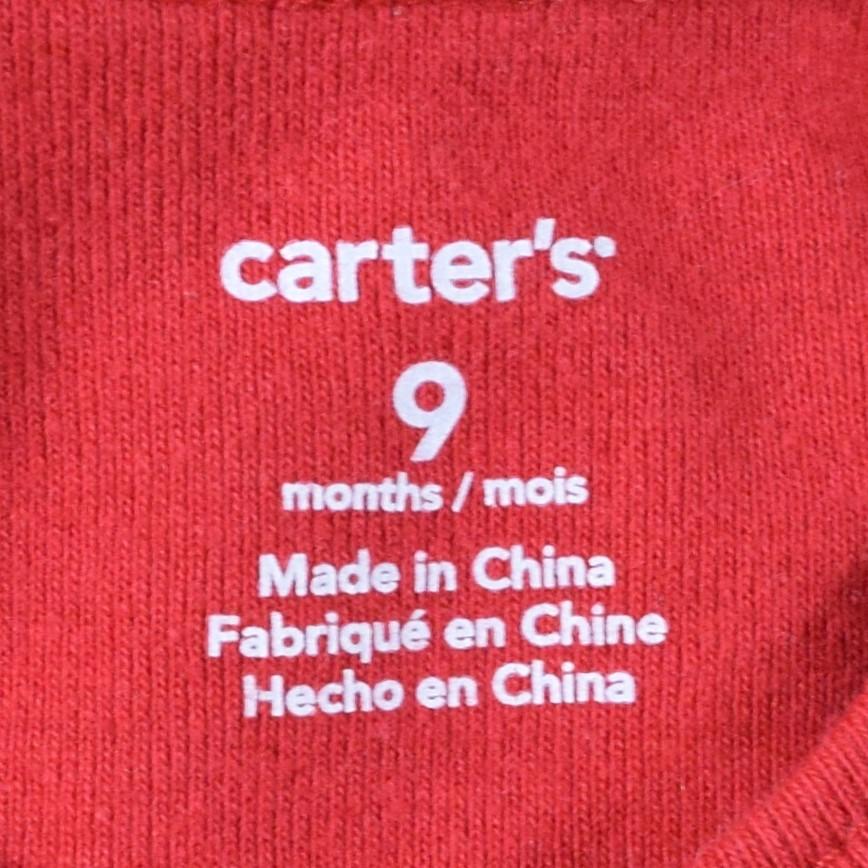 carter's
9
months / mois
Made in China
Fabriqué en Chine
Hecho en China